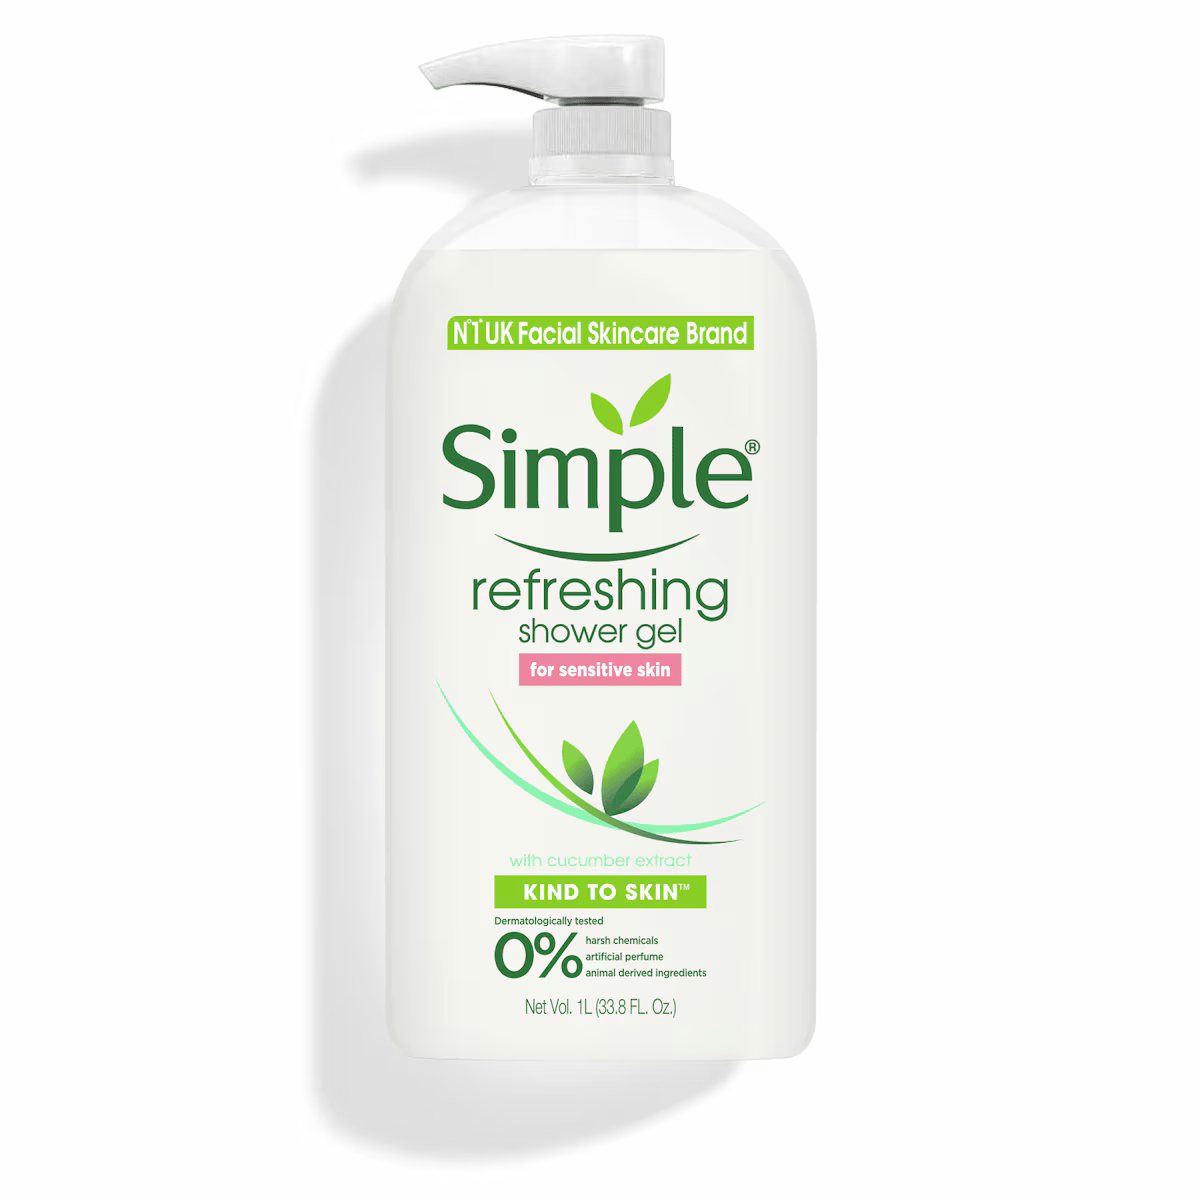 Nº1* UK Facial Skincare Brand
Simple®
refreshing
shower gel
for sensitive skin
with cucumber extract
KIND TO SKIN™
Dermatologically tested
0%
harsh chemicals
artificial perfume
animal derived ingredients
Net Vol. 1L (33.8 FL. Oz.)